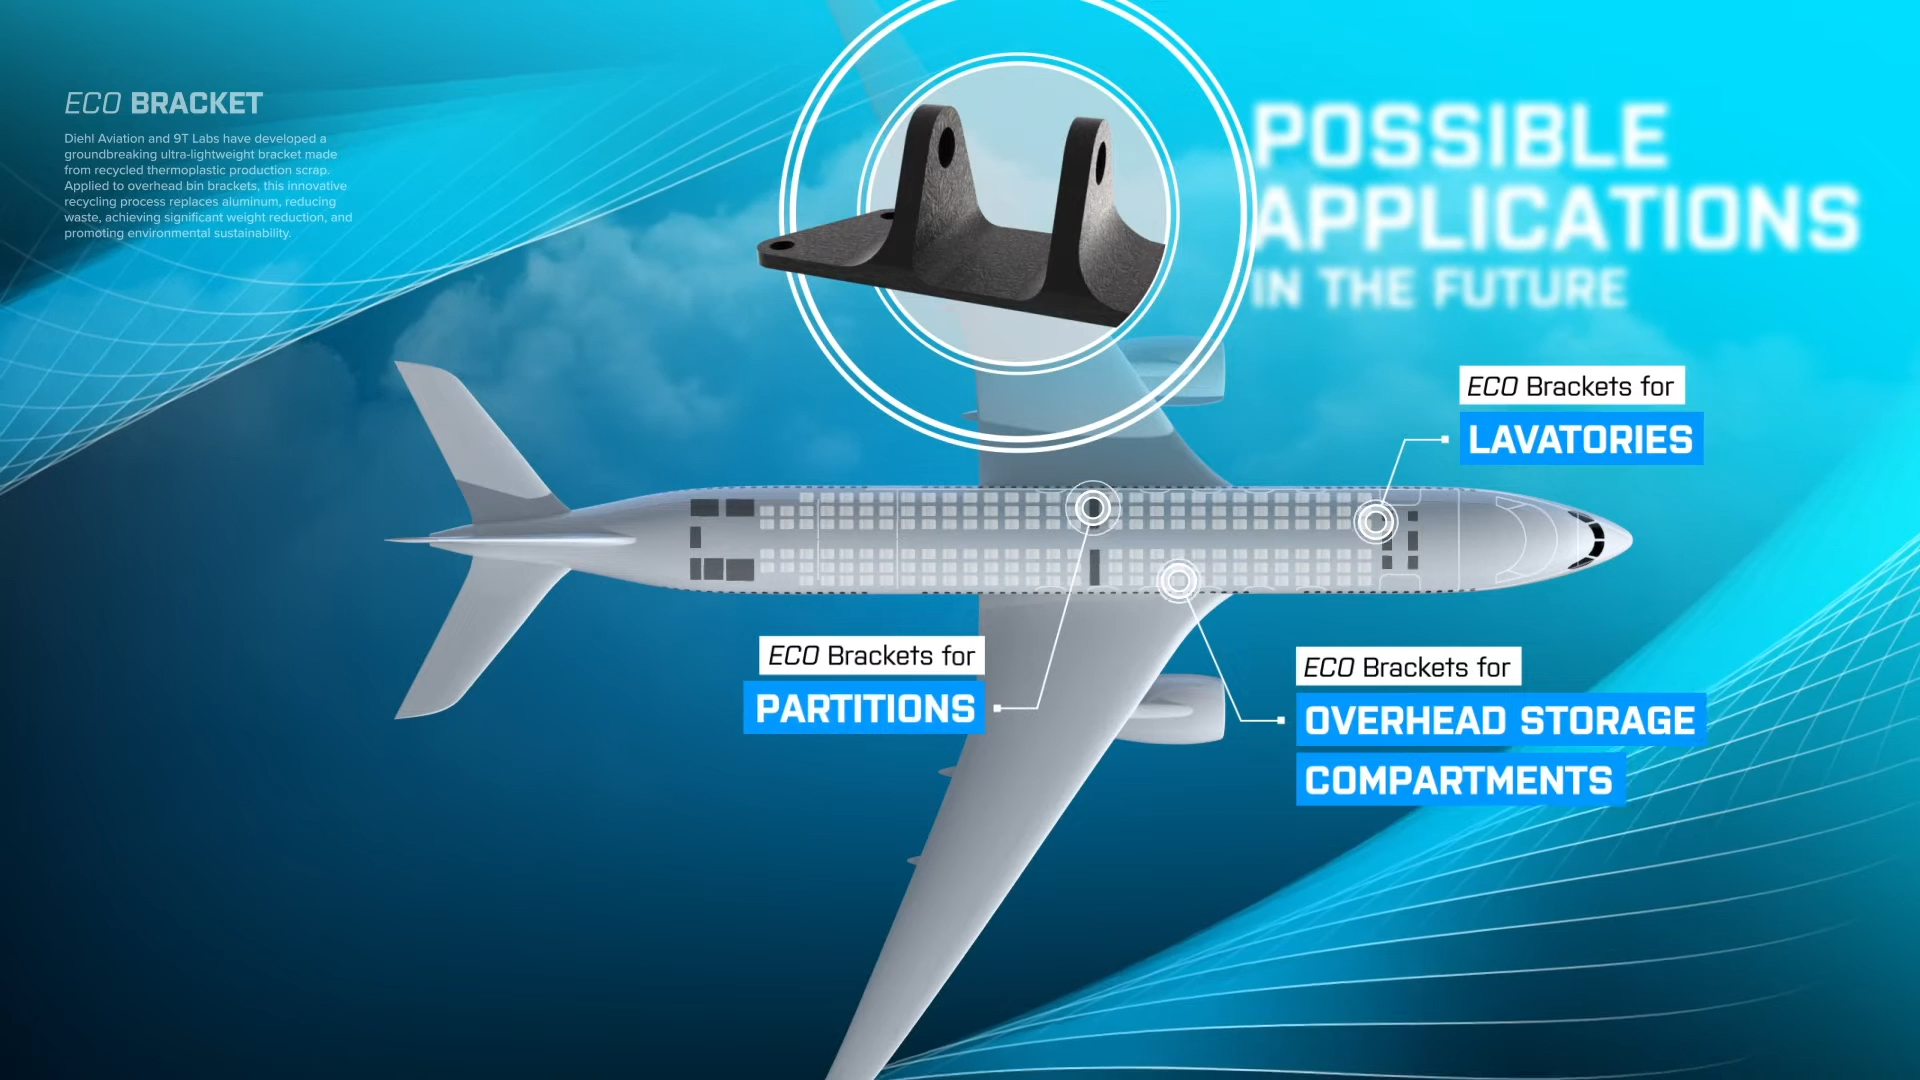 ECO BRACKET
Diehl Aviation and 9T Labs have developed a
groundbreaking ultra-lightweight bracket made
from recycled thermoplastic production scrap.
Applied to overhead bin brackets, this innovative
recycling process replaces aluminum, reducing
waste, achieving significant weight reduction, and
promoting environmental sustainability.
POSSIBLE
APPLICATIONS
IN THE FUTURE
ECO Brackets for
LAVATORIES
ECO Brackets for
PARTITIONS
ECO Brackets for
OVERHEAD STORAGE
COMPARTMENTS